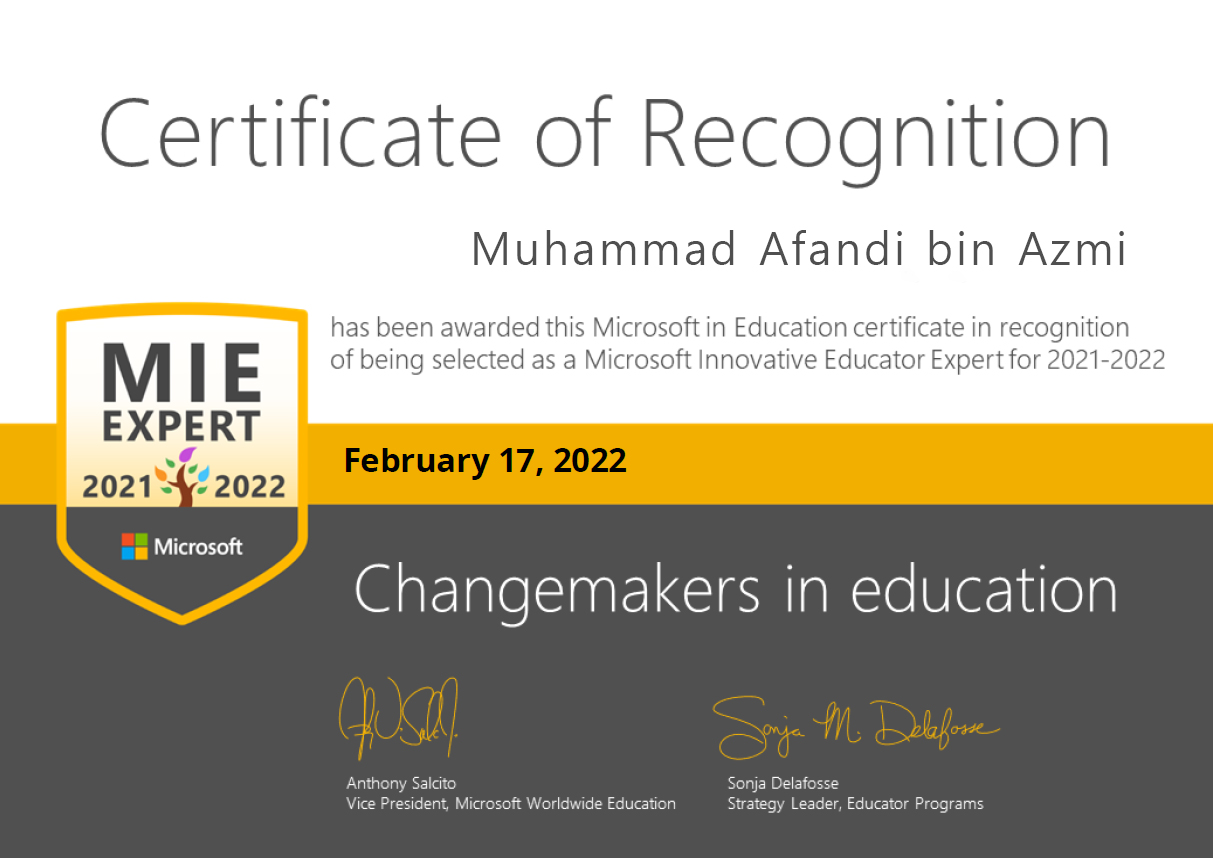 Certificate of Recognition
Muhammad Afandi bin Azmi
has been awarded this Microsoft in Education certificate in recognition
of being selected as a Microsoft Innovative Educator Expert for 2021-2022
MIE
EXPERT
2021 2022
Microsoft
February 17, 2022
Changemakers in education
Sonja M. Delafosse
Anthony Salcito
Vice President, Microsoft Worldwide Education
Sonja Delafosse
Strategy Leader, Educator Programs